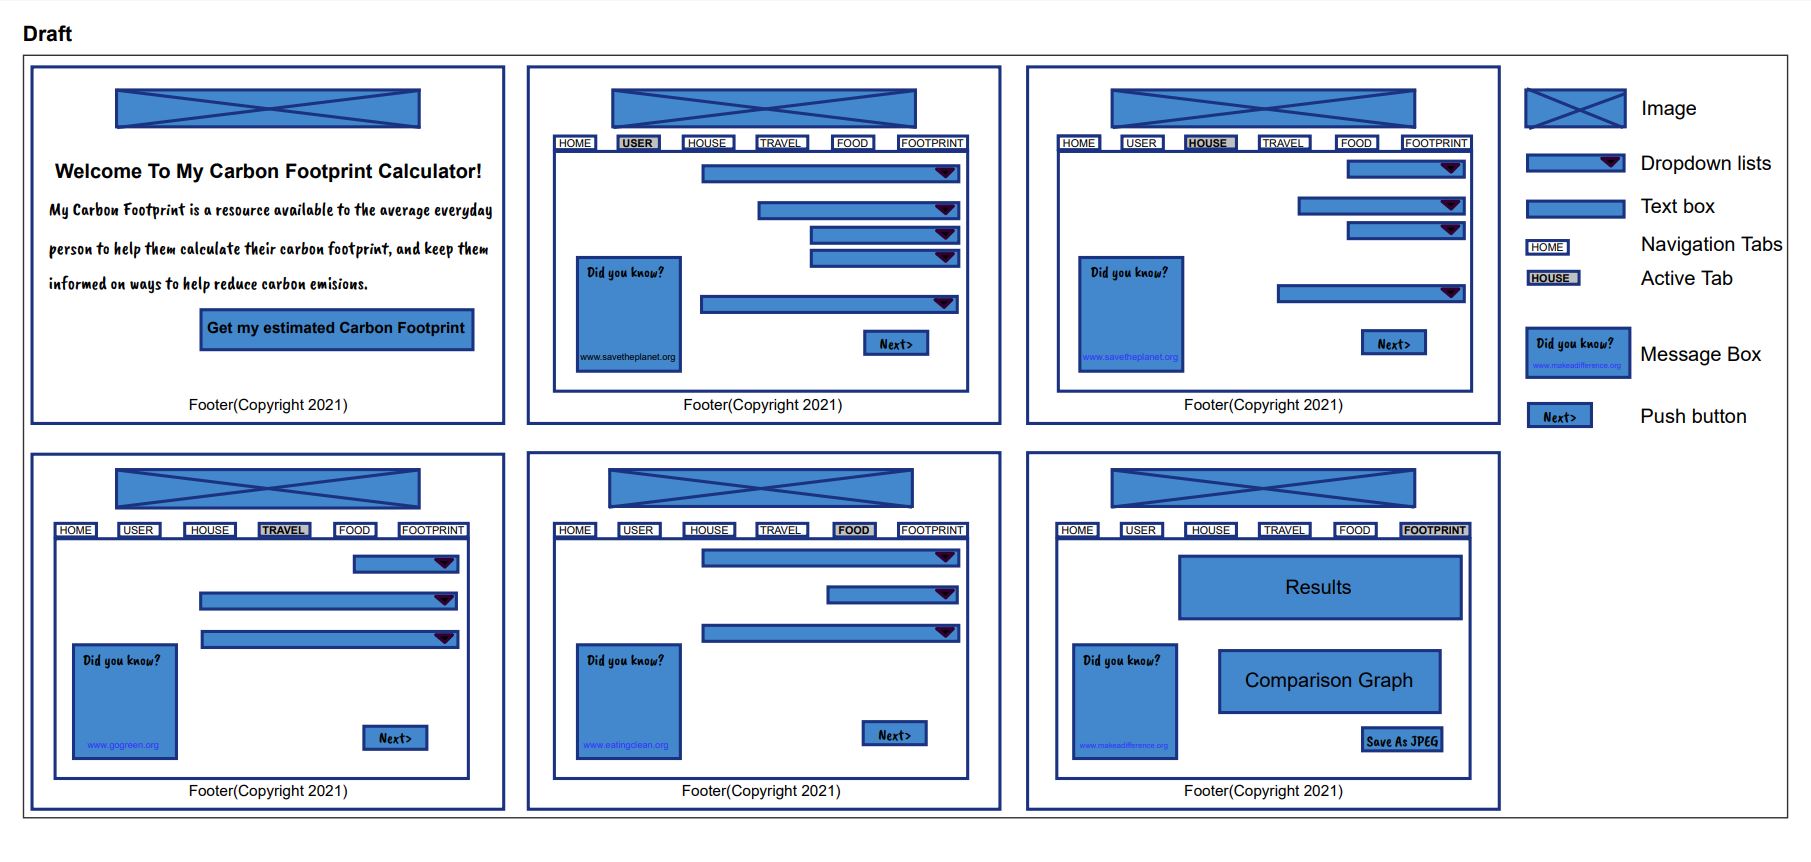 Draft
Welcome To My Carbon Footprint Calculator!
My Carbon Footprint is a resource available to the average everyday
person to help them calculate their carbon footprint, and keep them
informed on ways to help reduce carbon emisions.
Get my estimated Carbon Footprint
Footer(Copyright 2021)
HOME USER HOUSE TRAVEL FOOD FOOTPRINT
Did you know?
www.savetheplanet.org
Next>
Footer(Copyright 2021)
HOME USER HOUSE TRAVEL FOOD FOOTPRINT
Did you know?
www.savetheplanet.org
Next>
Footer(Copyright 2021)
Image
Dropdown lists
Text box
HOME Navigation Tabs
HOUSE Active Tab
Did you know?
www.makeadifference.org
Message Box
Next> Push button
HOME USER HOUSE TRAVEL FOOD FOOTPRINT
Did you know?
www.gogreen.org
Next>
Footer(Copyright 2021)
HOME USER HOUSE TRAVEL FOOD FOOTPRINT
Did you know?
www.eatingclean.org
Next>
Footer(Copyright 2021)
HOME USER HOUSE TRAVEL FOOD FOOTPRINT
Results
Did you know?
www.makeadifference.org
Comparison Graph
Save As JPEG
Footer(Copyright 2021)